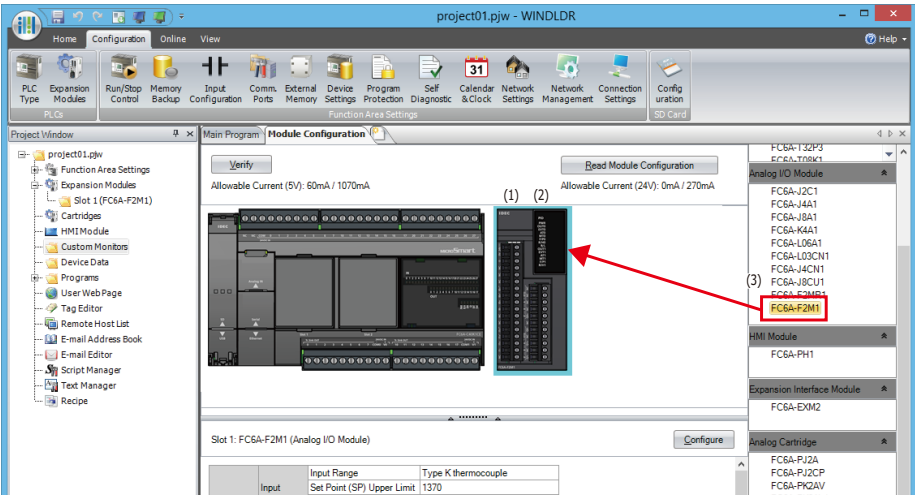 project01.pjw - WINDLDR
Home Configuration Online View Help
PLC Type
Expansion Modules
Run/Stop Control
Memory Backup
Input Configuration
Comm. Ports
External Memory
Device Settings
Program Protection
Self Diagnostic
Calendar & Clock
Network Settings
Network Management
Connection Settings
Config uration
PLCs
Function Area Settings
SD Card
Project Window
project01.pjw
Function Area Settings
Expansion Modules
Slot 1 (FC6A-F2M1)
Cartridges
HMI Module
Custom Monitors
Device Data
Programs
User Web Page
Tag Editor
Remote Host List
E-mail Address Book
E-mail Editor
Script Manager
Text Manager
Recipe
Main Program Module Configuration
Verify
Read Module Configuration
Allowable Current (5V): 60mA / 1070mA
Allowable Current (24V): 0mA / 270mA
(1) (2)
Slot 1: FC6A-F2M1 (Analog I/O Module)
Configure
Input
Input Range Type K thermocouple
Set Point (SP) Upper Limit 1370
FC6A-T32P3
FC6A-T08K1
Analog I/O Module
FC6A-J2C1
FC6A-J4A1
FC6A-J8A1
FC6A-K4A1
FC6A-L06A1
FC6A-L03CN1
FC6A-J4CN1
(3)
FC6A-J8CU1
FC6A-F2MR1
FC6A-F2M1
HMI Module
FC6A-PH1
Expansion Interface Module
FC6A-EXM2
Analog Cartridge
FC6A-PJ2A
FC6A-PJ2CP
FC6A-PK2AV